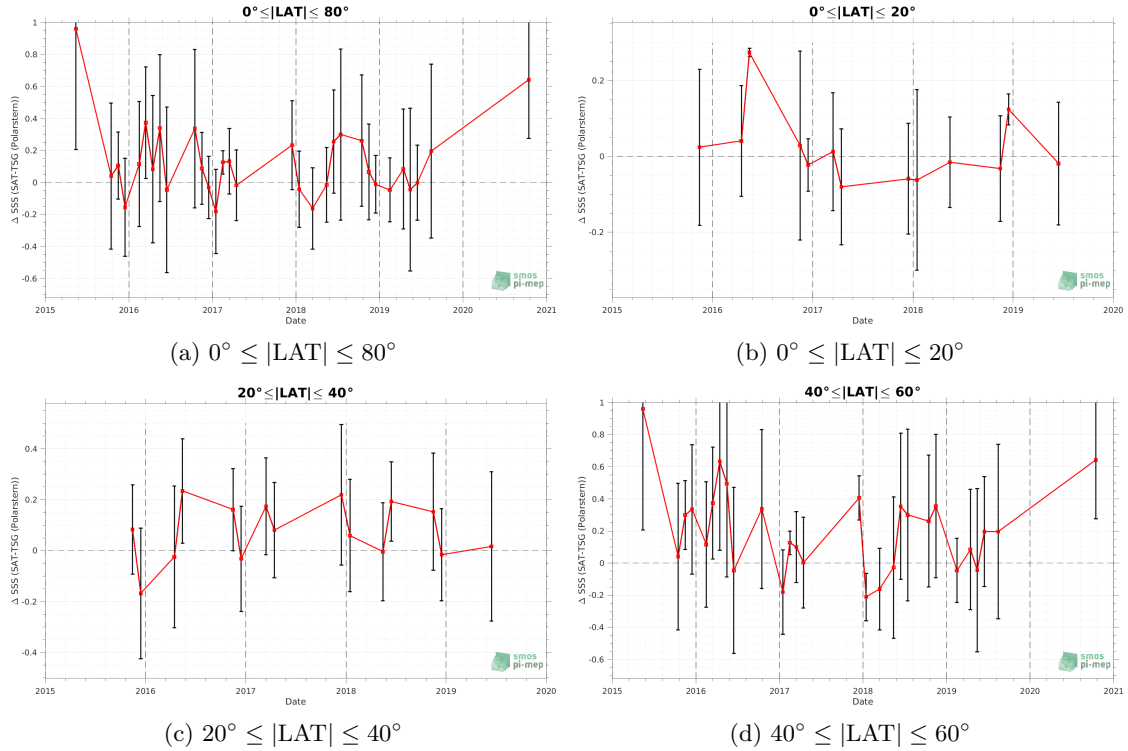 0°≤|LAT|≤ 80°
Δ SSS (SAT-TSG (Polarstern))
1
0.8
0.6
0.4
0.2
0
-0.2
-0.4
-0.6
2015
2016
2017
2018
2019
2020
2021
Date
smos
pi-mep
(a) 0° ≤ |LAT| ≤ 80°
0°≤|LAT|≤ 20°
Δ SSS (SAT-TSG (Polarstern))
0.2
0
-0.2
2015
2016
2017
2018
2019
2020
Date
smos
pi-mep
(b) 0° ≤ |LAT| ≤ 20°
20°≤|LAT|≤ 40°
Δ SSS (SAT-TSG (Polarstern))
0.4
0.2
0
-0.2
-0.4
2015
2016
2017
2018
2019
2020
Date
smos
pi-mep
(c) 20° ≤ |LAT| ≤ 40°
40°≤|LAT|≤ 60°
Δ SSS (SAT-TSG (Polarstern))
1
0.8
0.6
0.4
0.2
0
-0.2
-0.4
-0.6
2015
2016
2017
2018
2019
2020
2021
Date
smos
pi-mep
(d) 40° ≤ |LAT| ≤ 60°